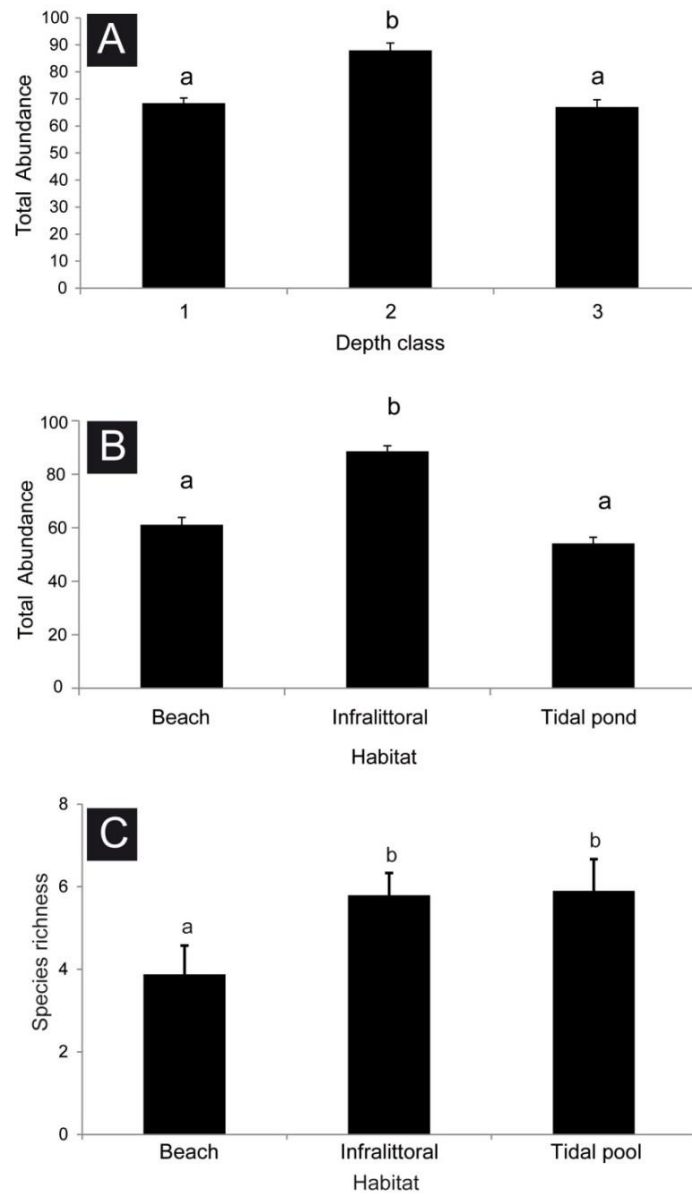 A
Total Abundance
100
90
80
70
60
50
40
30
20
10
0
a
b
a
1 2 3
Depth class
B
Total Abundance
100
80
60
40
20
0
a
b
a
Beach Infralittoral Tidal pond
Habitat
C
Species richness
8
6
4
2
0
a
b
b
Beach Infralittoral Tidal pool
Habitat